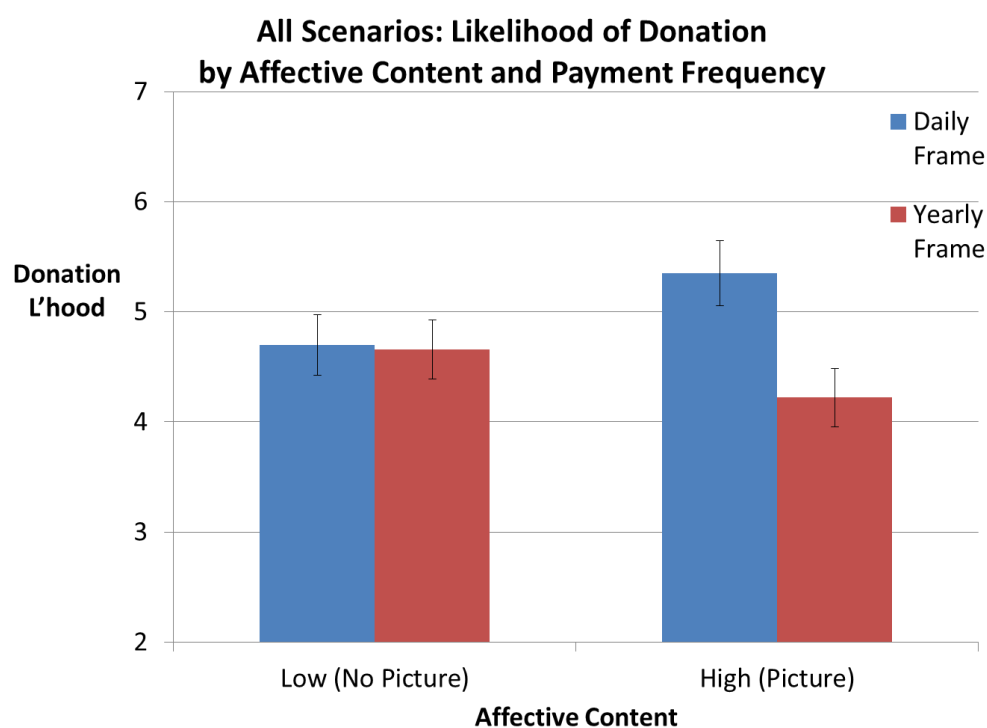 All Scenarios: Likelihood of Donation
by Affective Content and Payment Frequency
7
Daily
Frame
6
Yearly
Frame
Donation
L’hood
5
4
3
2
Low (No Picture)
High (Picture)
Affective Content